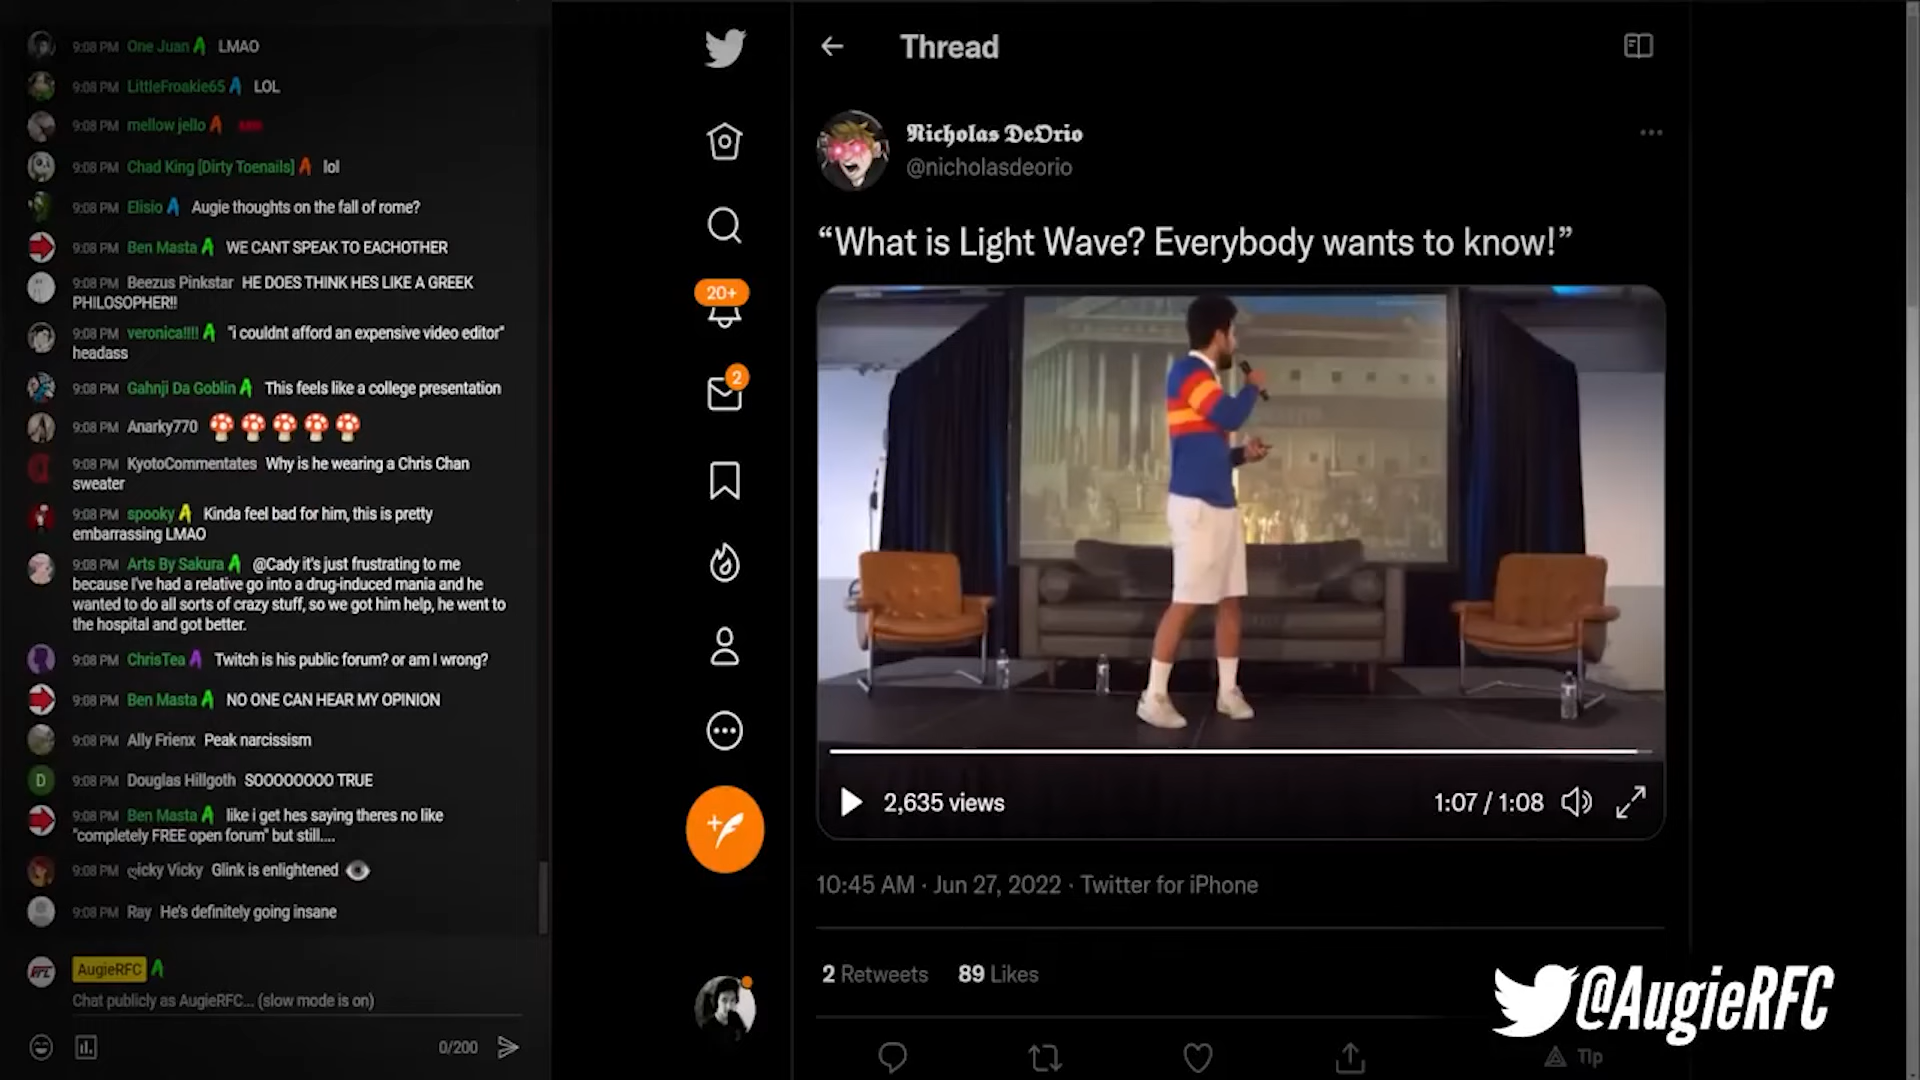 9:08 PM One Juan LMAO
9:08 PM LittleFroakie65 LOL
9:08 PM mellow jello
9:08 PM Chad King [Dirty Toenails] lol
9:08 PM Elisio Augie thoughts on the fall of rome?
9:08 PM Ben Masta WE CANT SPEAK TO EACHOTHER
9:08 PM Beezus Pinkstar HE DOES THINK HES LIKE A GREEK
PHILOSOPHER!!
9:08 PM veronica!!!! "i couldnt afford an expensive video editor"
headass
9:08 PM Gahnji Da Goblin This feels like a college presentation
9:08 PM Anarky770 🍄🍄🍄🍄🍄
9:08 PM KyotoCommentates Why is he wearing a Chris Chan
sweater
9:08 PM spooky Kinda feel bad for him, this is pretty
embarrassing LMAO
9:08 PM Arts By Sakura @Cady it's just frustrating to me
because I've had a relative go into a drug-induced mania and he
wanted to do all sorts of crazy stuff, so we got him help, he went to
the hospital and got better.
9:08 PM ChrisTea Twitch is his public forum? or am I wrong?
9:08 PM Ben Masta NO ONE CAN HEAR MY OPINION
9:08 PM Ally Frienx Peak narcissism
D
9:08 PM Douglas Hillgoth SOOOOOOOO TRUE
9:08 PM Ben Masta like i get hes saying theres no like
"completely FREE open forum" but still....
9:08 PM ღicky Vicky Glink is enlightened 👁
9:08 PM Ray He's definitely going insane
RFC
AugieRFC
Chat publicly as AugieRFC... (slow mode is on)
0/200
20+
2
Thread
Nicholas DeOrio
@nicholasdeorio
“What is Light Wave? Everybody wants to know!”
2,635 views
1:07 / 1:08
10:45 AM · Jun 27, 2022 · Twitter for iPhone
2 Retweets 89 Likes
Tip
@AugieRFC